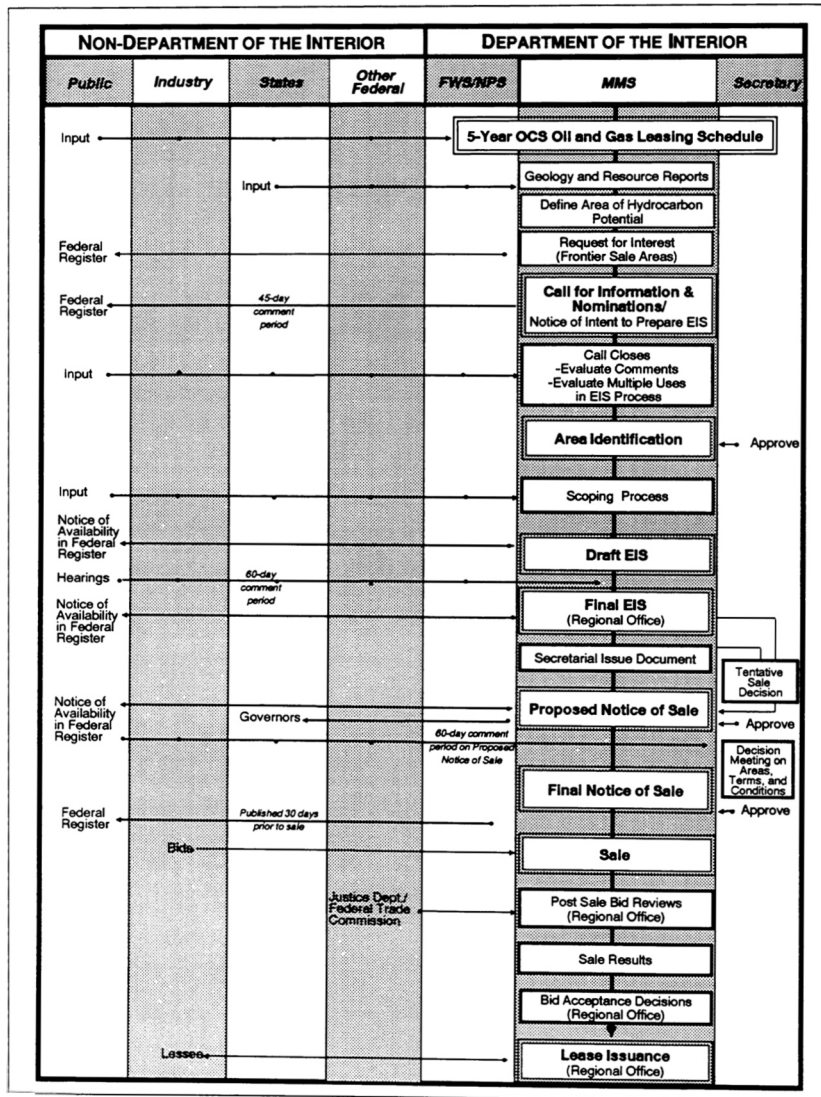 NON-DEPARTMENT OF THE INTERIOR
DEPARTMENT OF THE INTERIOR
Public
Industry
States
Other
Federal
FWS/NPS
MMS
Secretary
Input
5-Year OCS Oil and Gas Leasing Schedule
Input
Geology and Resource Reports
Define Area of Hydrocarbon
Potential
Federal
Register
Request for Interest
(Frontier Sale Areas)
Federal
Register
45-day
comment
period
Call for Information &
Nominations/
Notice of Intent to Prepare EIS
Input
Call Closes
-Evaluate Comments
-Evaluate Multiple Uses
in EIS Process
Area Identification
Approve
Input
Scoping Process
Notice of
Availability
in Federal
Register
Draft EIS
Hearings
60-day
comment
period
Notice of
Availability
in Federal
Register
Final EIS
(Regional Office)
Secretarial Issue Document
Tentative
Sale
Decision
Notice of
Availability
in Federal
Register
Governors
Proposed Notice of Sale
Approve
60-day comment
period on Proposed
Notice of Sale
Decision
Meeting on
Areas,
Terms, and
Conditions
Final Notice of Sale
Approve
Federal
Register
Published 30 days
prior to sale
Bids
Sale
Justice Dept./
Federal Trade
Commission
Post Sale Bid Reviews
(Regional Office)
Sale Results
Bid Acceptance Decisions
(Regional Office)
Lessee
Lease Issuance
(Regional Office)